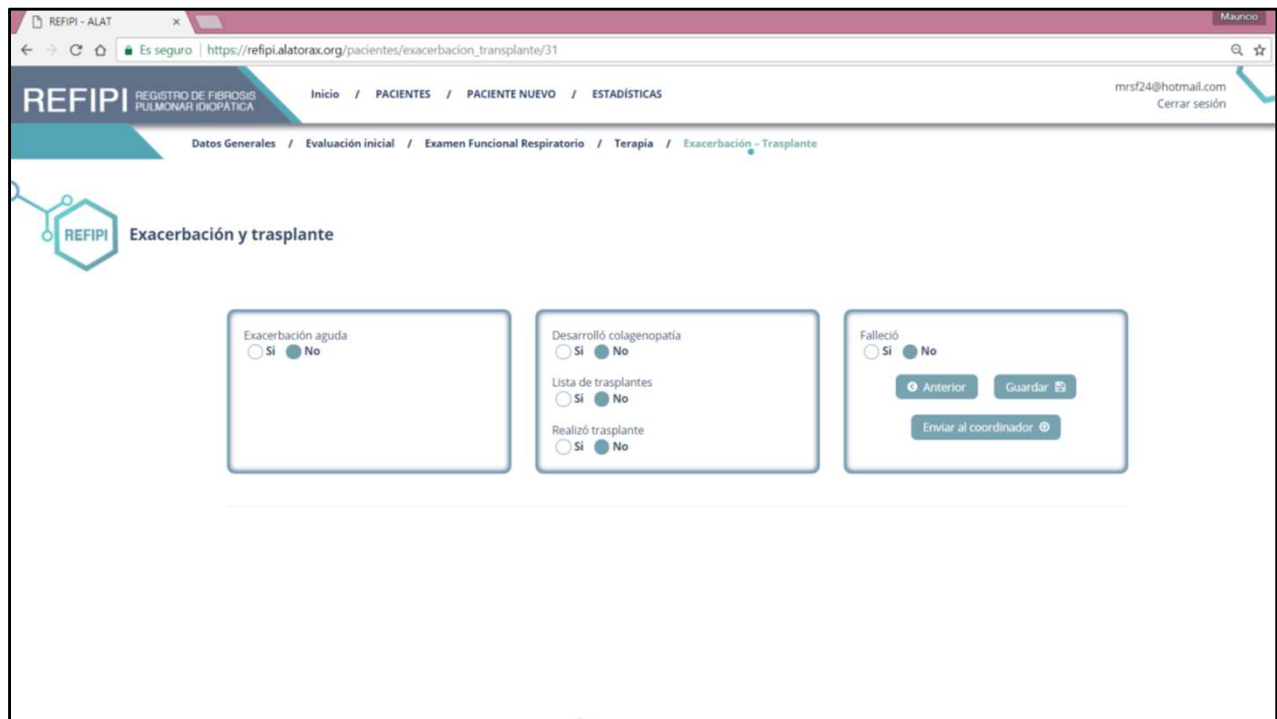 REFIPI - ALAT
Mauricio
Es seguro | https://refipi.alatorax.org/pacientes/exacerbacion_transplante/31
REFIPI REGISTRO DE FIBROSIS
PULMONAR IDIOPÁTICA
Inicio / PACIENTES / PACIENTE NUEVO / ESTADÍSTICAS
mrsf24@hotmail.com
Cerrar sesión
Datos Generales / Evaluación inicial / Examen Funcional Respiratorio / Terapia / Exacerbación - Trasplante
REFIPI
Exacerbación y trasplante
Exacerbación aguda
Si No
Desarrolló colagenopatía
Si No
Lista de trasplantes
Si No
Realizó trasplante
Si No
Falleció
Si No
Anterior Guardar
Enviar al coordinador